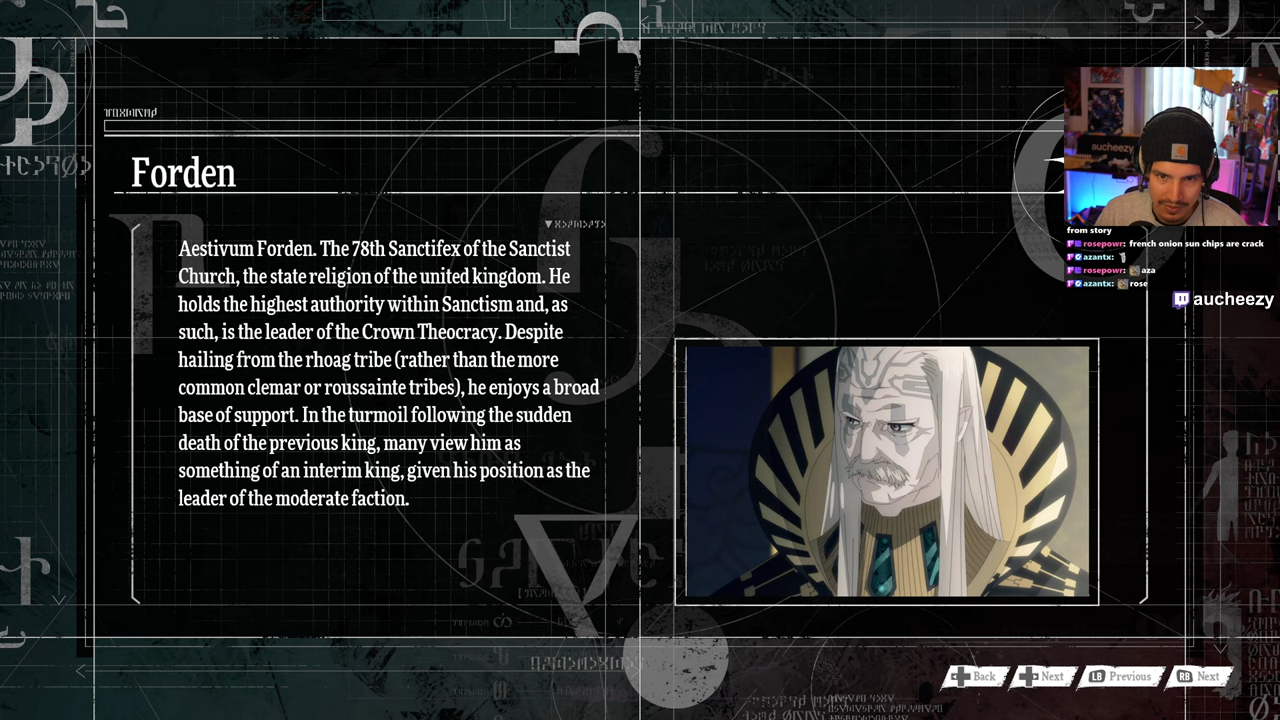 Forden
Aestivum Forden. The 78th Sanctifex of the Sanctist
Church, the state religion of the united kingdom. He
holds the highest authority within Sanctism and, as
such, is the leader of the Crown Theocracy. Despite
hailing from the rhoag tribe (rather than the more
common clemar or roussainte tribes), he enjoys a broad
base of support. In the turmoil following the sudden
death of the previous king, many view him as
something of an interim king, given his position as the
leader of the moderate faction.
aucheezy
from story
rosepowr: french onion sun chips are crack
azantx:
rosepowr: aza
azantx: rose
aucheezy
Back Next LB Previous RB Next